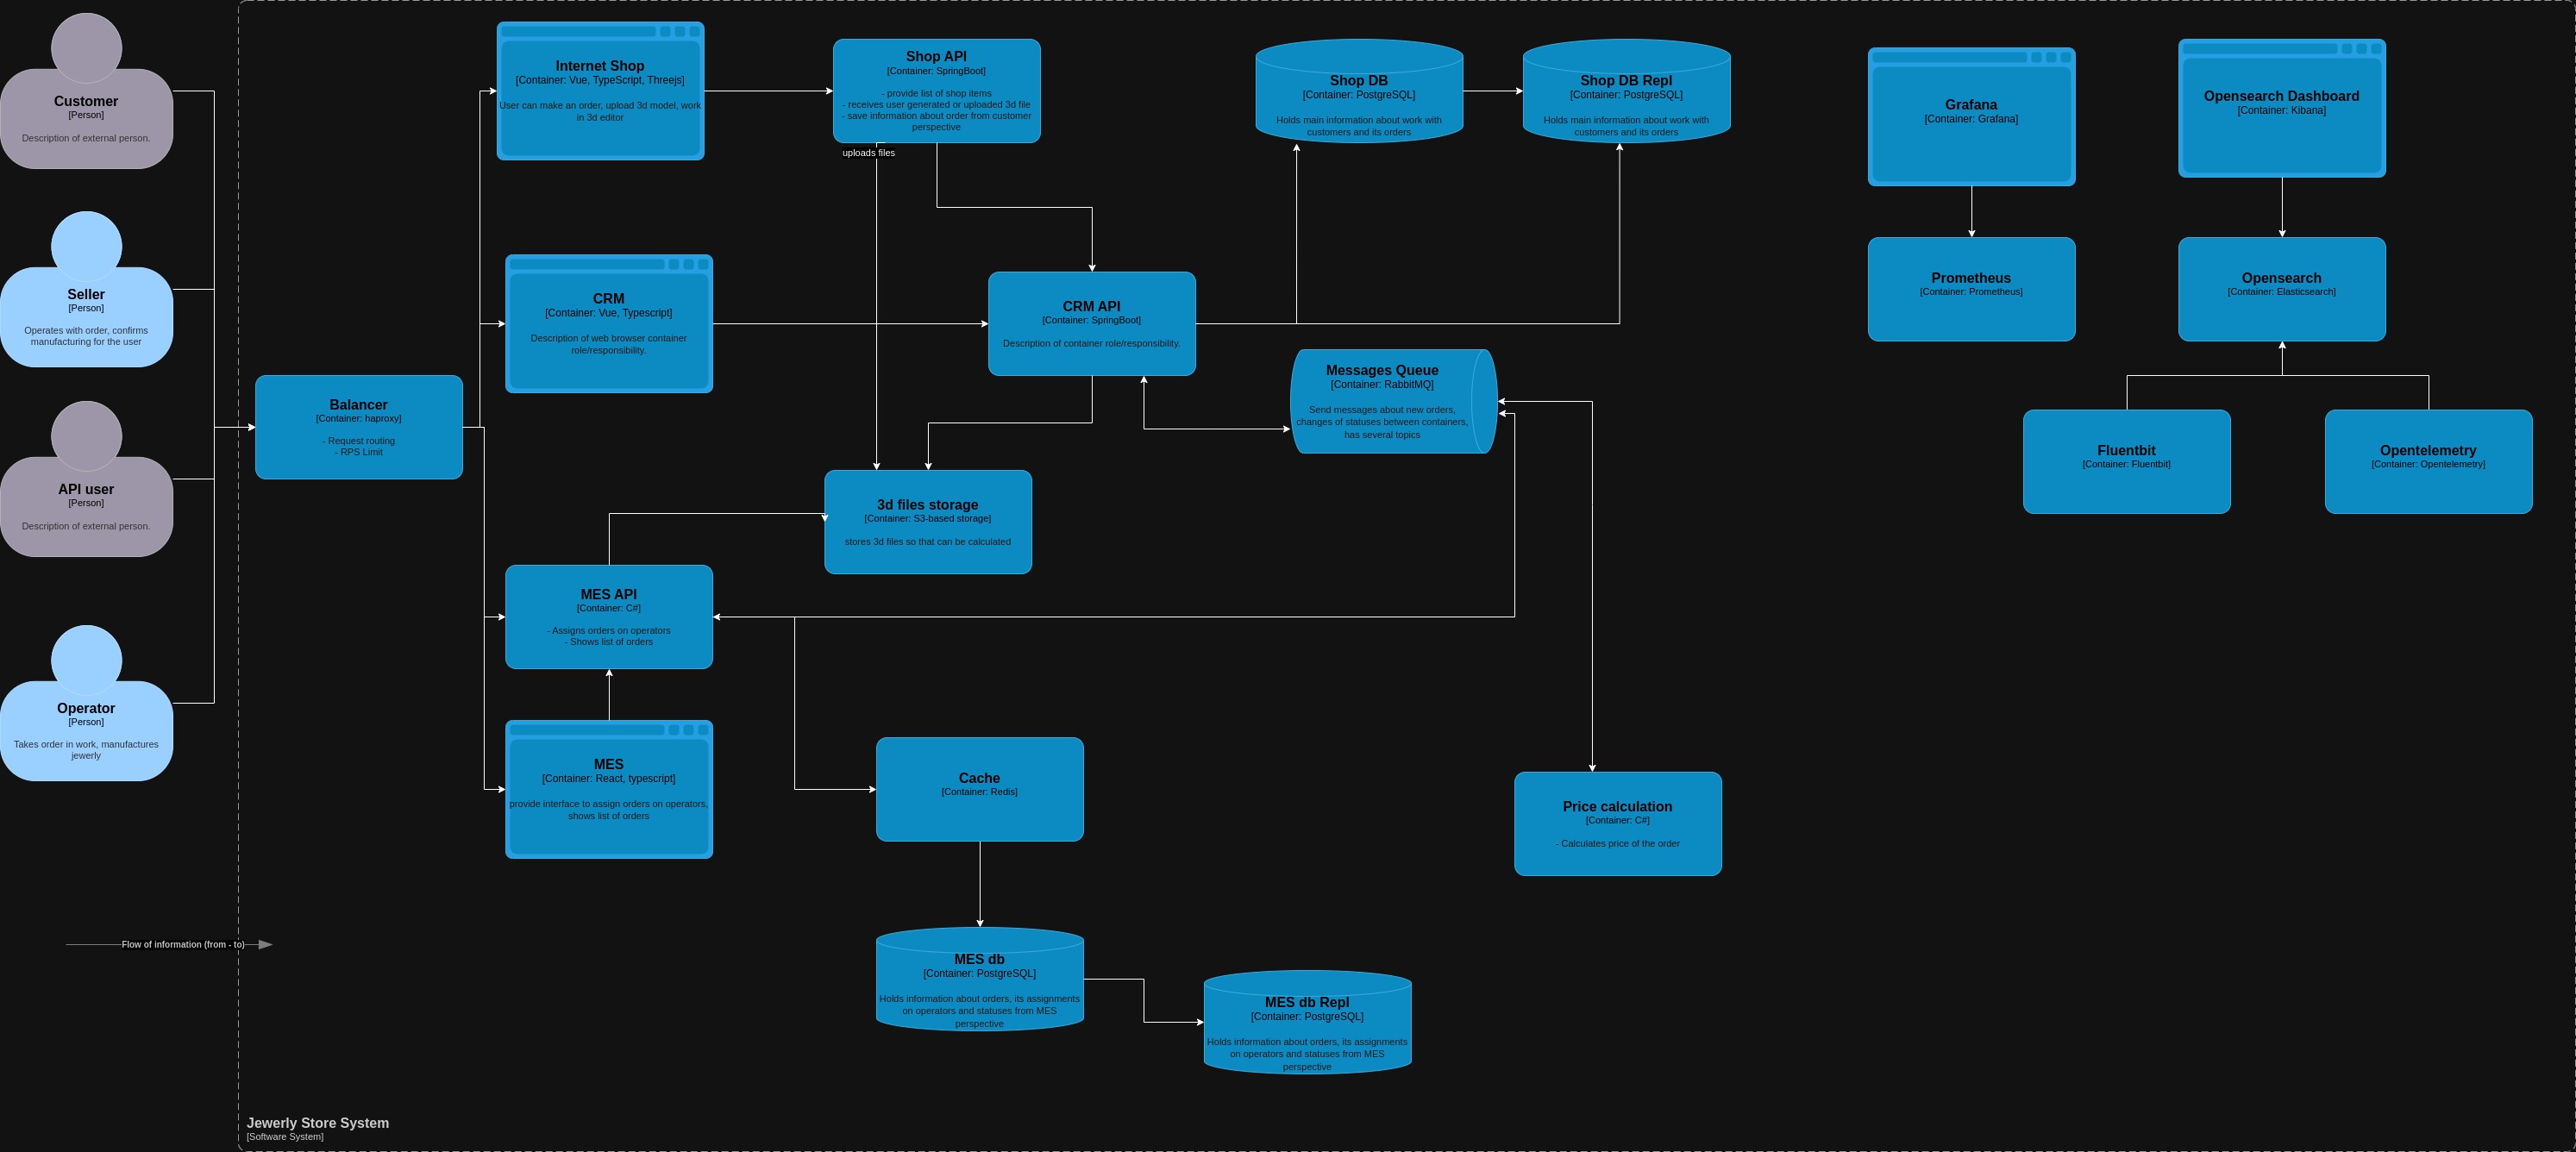 Customer
[Person]
Description of external person.
Seller
[Person]
Operates with order, confirms
manufacturing for the user
API user
[Person]
Description of external person.
Operator
[Person]
Takes order in work, manufactures
jewerly
Flow of information (from - to)
Balancer
[Container: haproxy]
- Request routing
- RPS Limit
Internet Shop
[Container: Vue, TypeScript, Threejs]
User can make an order, upload 3d model, work
in 3d editor
CRM
[Container: Vue, Typescript]
Description of web browser container
role/responsibility.
MES API
[Container: C#]
- Assigns orders on operators
- Shows list of orders
MES
[Container: React, typescript]
provide interface to assign orders on operators,
shows list of orders
Shop API
[Container: SpringBoot]
- provide list of shop items
- receives user generated or uploaded 3d file
- save information about order from customer
perspective
uploads files
CRM API
[Container: SpringBoot]
Description of container role/responsibility.
3d files storage
[Container: S3-based storage]
stores 3d files so that can be calculated
Cache
[Container: Redis]
MES db
[Container: PostgreSQL]
Holds information about orders, its assignments
on operators and statuses from MES
perspective
MES db Repl
[Container: PostgreSQL]
Holds information about orders, its assignments
on operators and statuses from MES
perspective
Shop DB
[Container: PostgreSQL]
Holds main information about work with
customers and its orders
Shop DB Repl
[Container: PostgreSQL]
Holds main information about work with
customers and its orders
Messages Queue
[Container: RabbitMQ]
Send messages about new orders,
changes of statuses between containers,
has several topics
Price calculation
[Container: C#]
- Calculates price of the order
Grafana
[Container: Grafana]
Prometheus
[Container: Prometheus]
Opensearch Dashboard
[Container: Kibana]
Opensearch
[Container: Elasticsearch]
Fluentbit
[Container: Fluentbit]
Opentelemetry
[Container: Opentelemetry]
Jewerly Store System
[Software System]